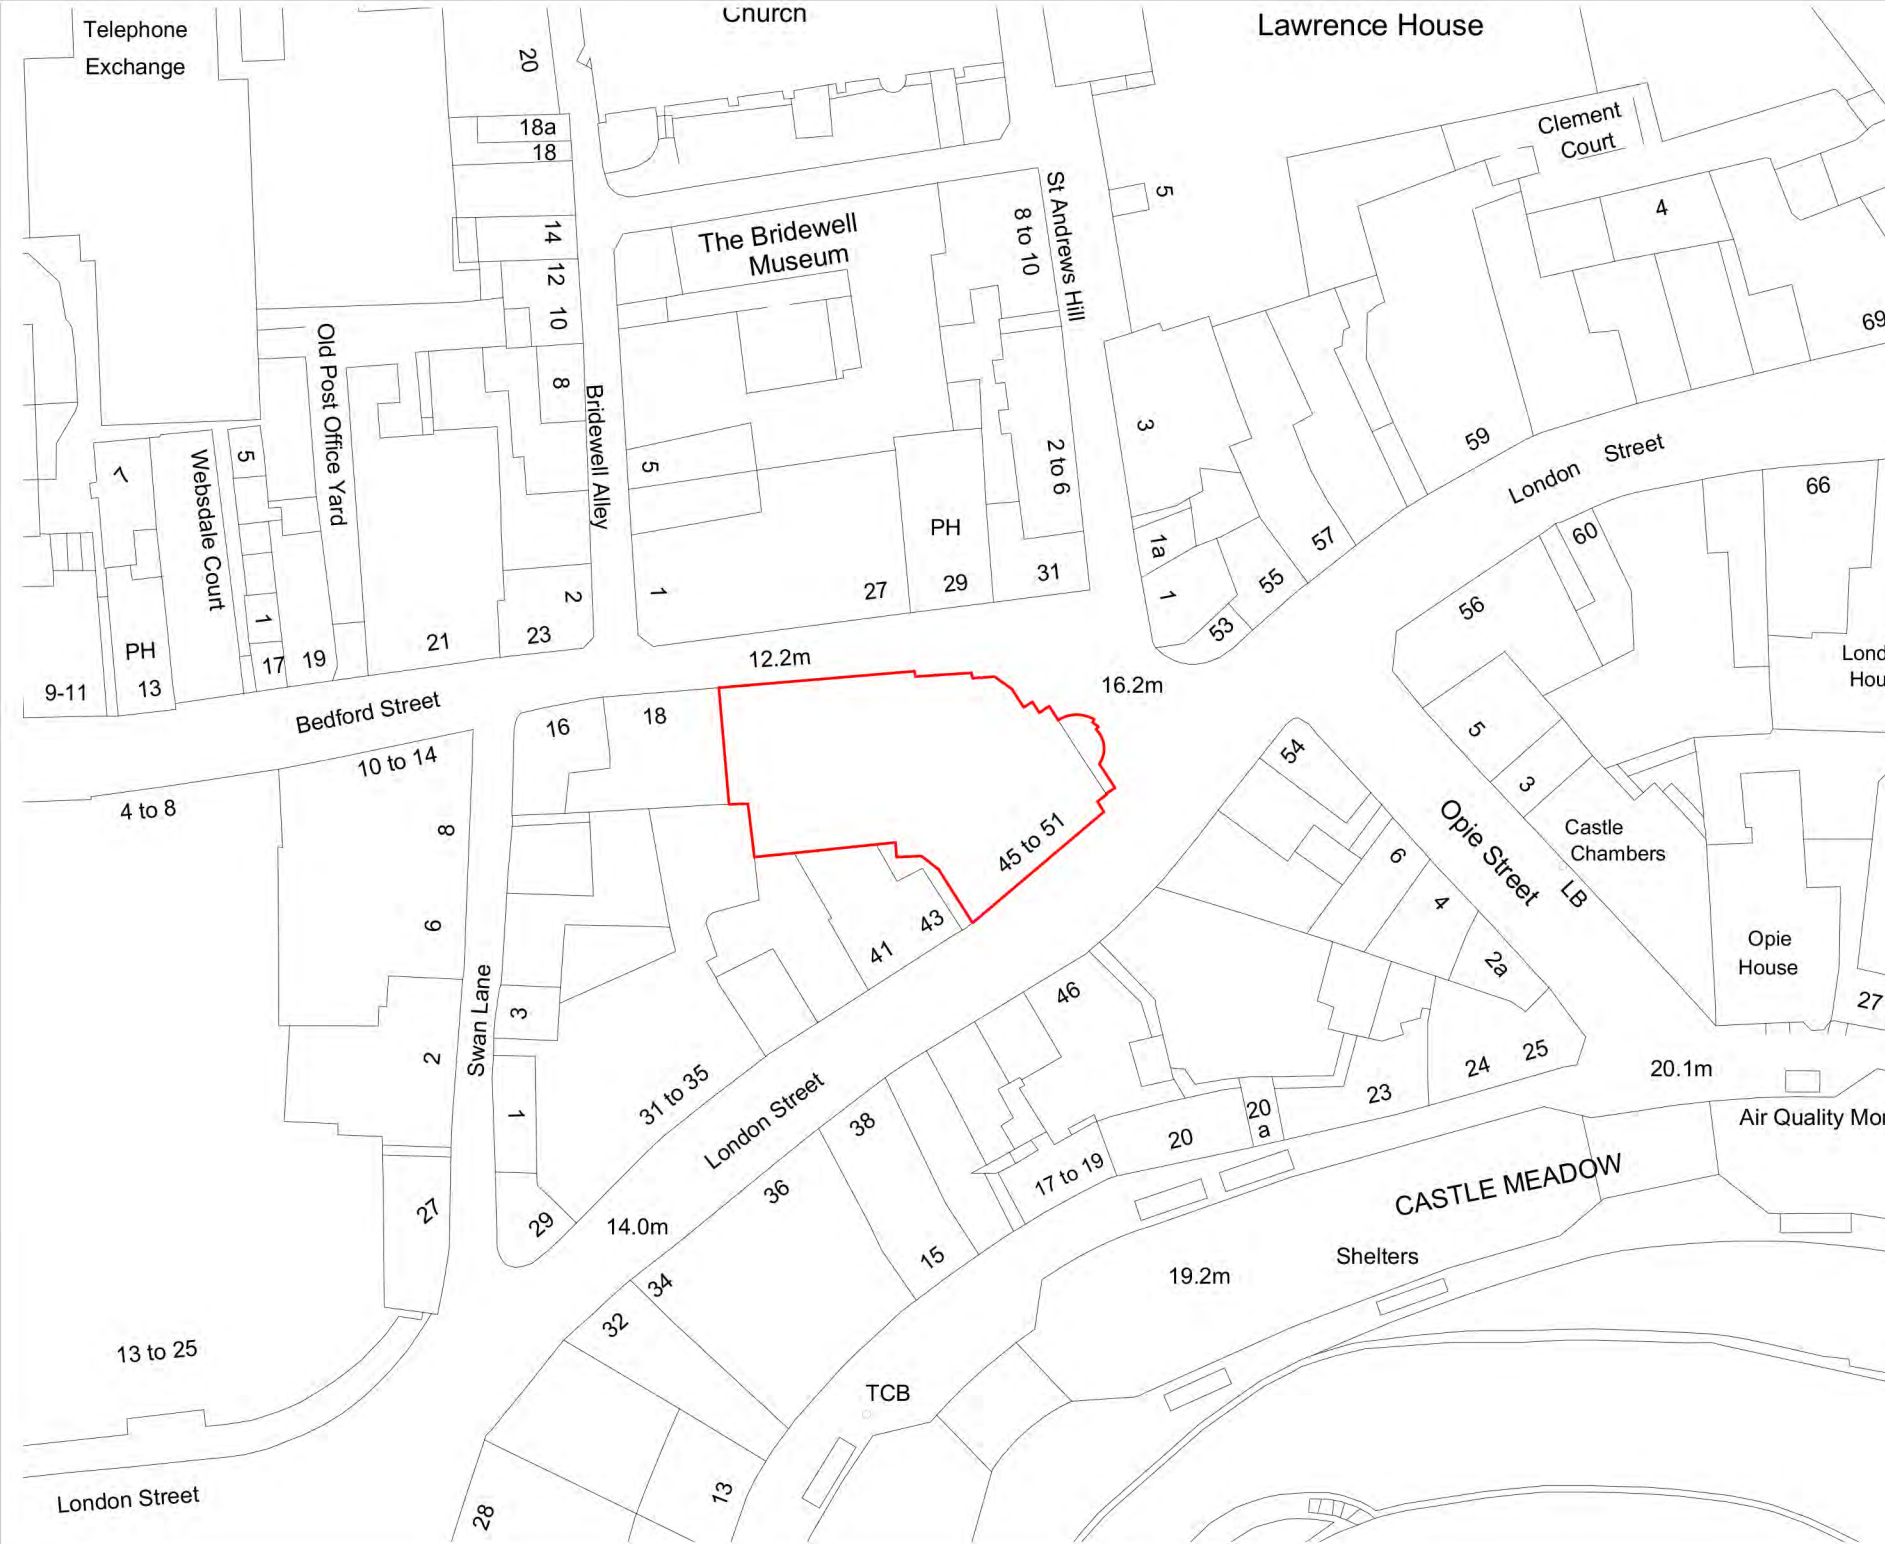 Telephone
Exchange
Church
Lawrence House
20
18a
18
14
12
10
8
The Bridewell
Museum
8 to 10
St Andrews Hill
5
Clement
Court
4
69
Old Post Office Yard
Bridewell Alley
Websdale Court
7
5
5
3
2 to 6
59
London Street
66
PH
1a
57
60
1
2
1
27
29
31
1
55
53
56
PH
13
9-11
17
19
21
23
12.2m
16.2m
Lond
Hou
Bedford Street
16
18
10 to 14
4 to 8
54
5
3
Castle
Chambers
Opie Street
LB
8
6
45 to 51
43
41
6
4
2a
Opie
House
27
Swan Lane
3
2
1
46
31 to 35
London Street
38
36
20
20
a
23
24
25
20.1m
Air Quality Mor
17 to 19
CASTLE MEADOW
27
29
14.0m
15
19.2m
Shelters
34
32
13 to 25
TCB
London Street
28
13